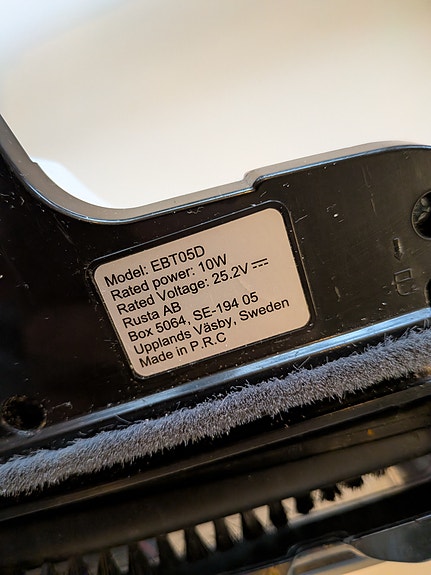 Model: EBT05D
Rated power: 10W
Rated Voltage: 25.2V
Rusta AB
Box 5064, SE-194 05
Upplands Väsby, Sweden
Made in P.R.C